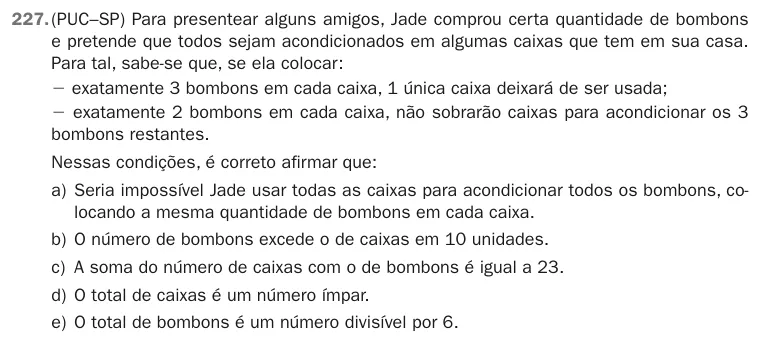 227.(PUC–SP) Para presentear alguns amigos, Jade comprou certa quantidade de bombons
e pretende que todos sejam acondicionados em algumas caixas que tem em sua casa.
Para tal, sabe-se que, se ela colocar:
– exatamente 3 bombons em cada caixa, 1 única caixa deixará de ser usada;
– exatamente 2 bombons em cada caixa, não sobrarão caixas para acondicionar os 3
bombons restantes.
Nessas condições, é correto afirmar que:
a) Seria impossível Jade usar todas as caixas para acondicionar todos os bombons, co-
locando a mesma quantidade de bombons em cada caixa.
b) O número de bombons excede o de caixas em 10 unidades.
c) A soma do número de caixas com o de bombons é igual a 23.
d) O total de caixas é um número ímpar.
e) O total de bombons é um número divisível por 6.